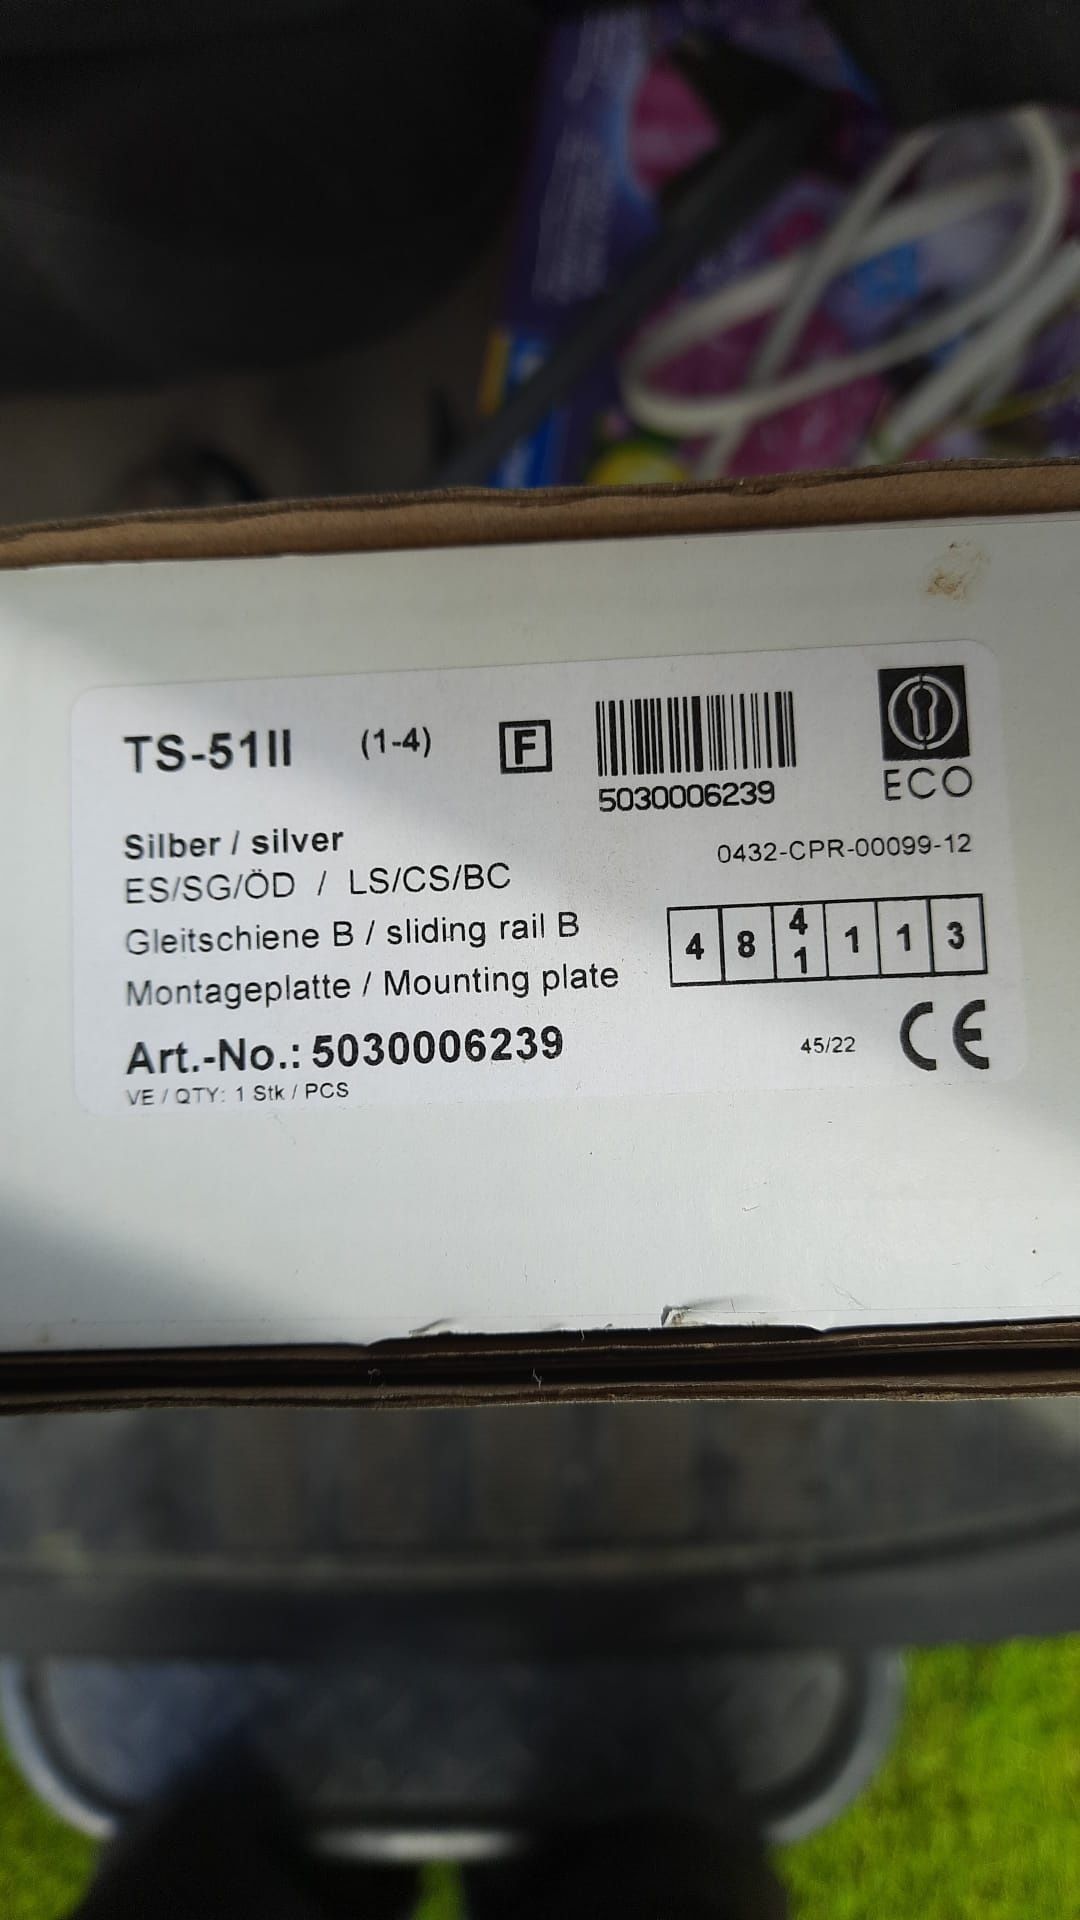 TS-51II (1-4) F
5030006239
ECO
Silber / silver
0432-CPR-00099-12
ES/SG/ÖD / LS/CS/BC
Gleitschiene B / sliding rail B
4 8 4 1 1 1 3
Montageplatte / Mounting plate
Art.-No.: 5030006239
45/22 CE
VE / QTY: 1 Stk / PCS